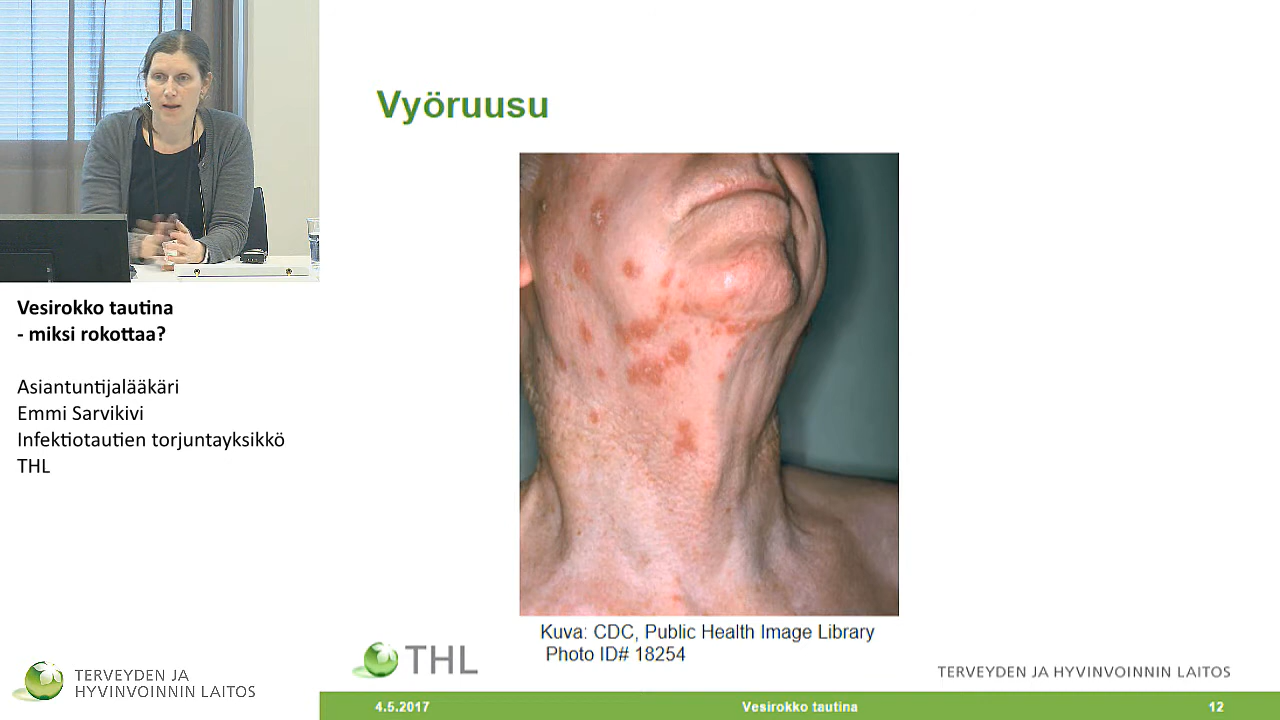 Vesirokko tautina
- miksi rokottaa?
Asiantuntijalääkäri
Emmi Sarvikivi
Infektiotautien torjuntayksikkö
THL
TERVEYDEN JA
HYVINVOINNIN LAITOS
Vyöruusu
Kuva: CDC, Public Health Image Library
Photo ID# 18254
THL
TERVEYDEN JA HYVINVOINNIN LAITOS
4.5.2017
Vesirokko tautina
12